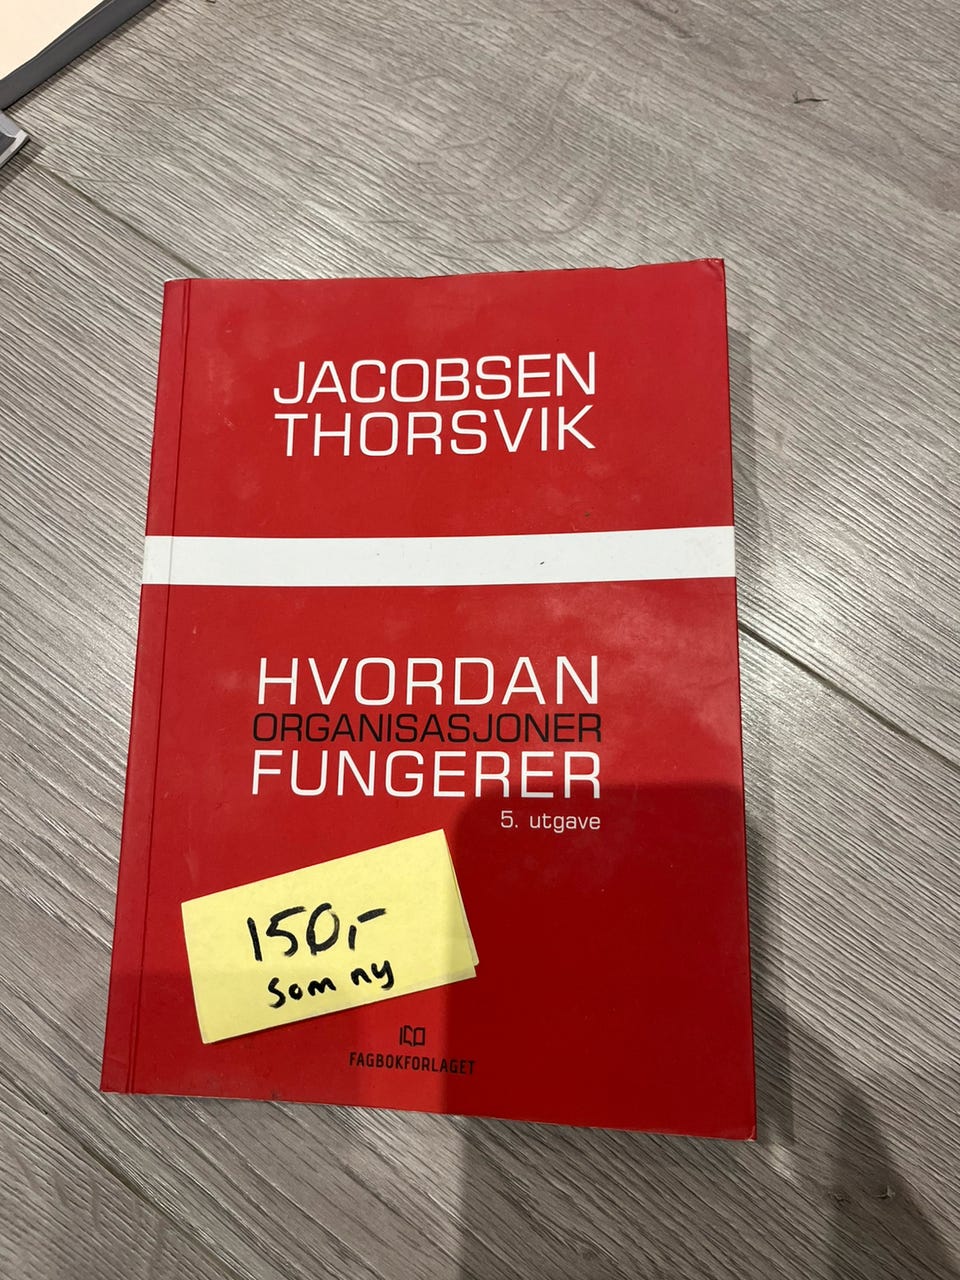 JACOBSEN
THORSVIK
HVORDAN
ORGANISASJONER
FUNGERER
5. utgave
150,-
som ny
FAGBOKFORLAGET